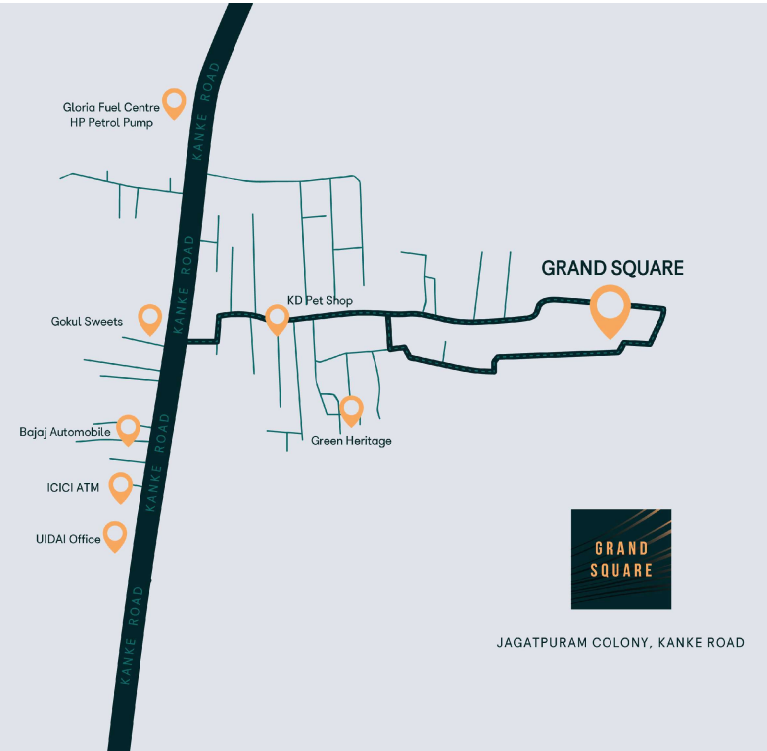 KANKE ROAD
Gloria Fuel Centre
HP Petrol Pump
KANKE ROAD
GRAND SQUARE
KD Pet Shop
Gokul Sweets
KANKE ROAD
Bajaj Automobile
Green Heritage
ICICI ATM
UIDAI Office
GRAND
SQUARE
KANKE ROAD
JAGATPURAM COLONY, KANKE ROAD